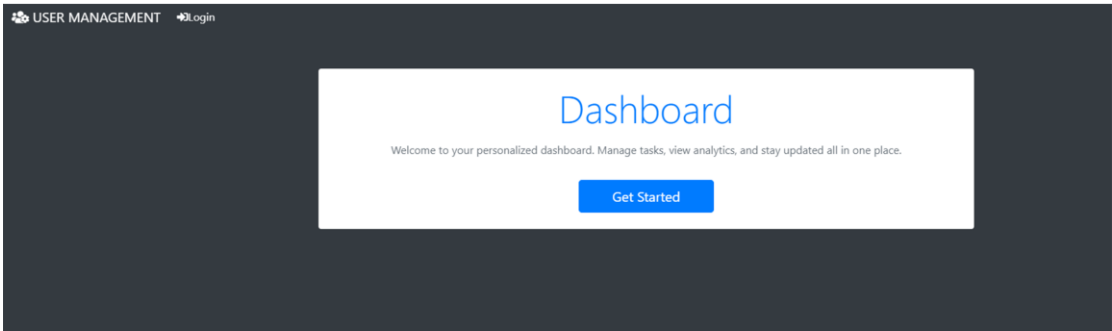 USER MANAGEMENT Login
Dashboard
Welcome to your personalized dashboard. Manage tasks, view analytics, and stay updated all in one place.
Get Started